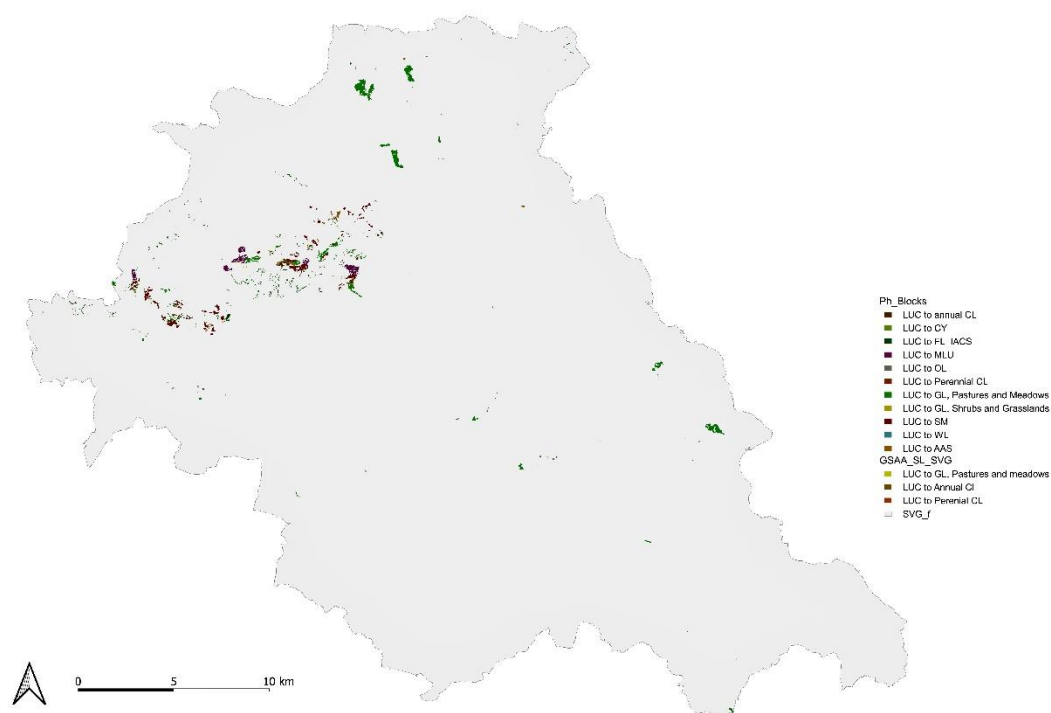 Ph_Blocks
LUC to annual CL
LUC to CY
LUC to FL_IACS
LUC to MLU
LUC to OL
LUC to Perennial CL
LUC to GL, Pastures and Meadows
LUC to GL, Shrubs and Grasslands
LUC to SM
LUC to WL
LUC to AAS
GSAA_SL_SVG
LUC to GL, Pastures and meadows
LUC to Annual Cl
LUC to Perenial CL
SVG_f
0 5 10 km